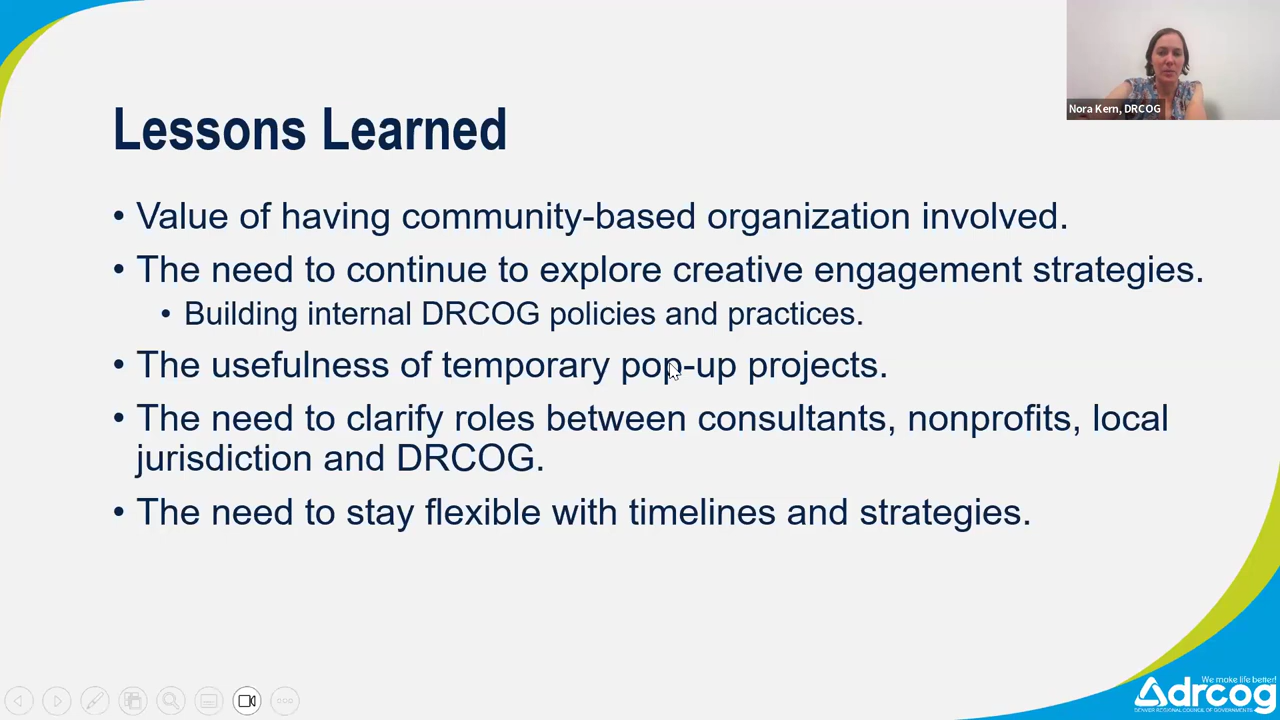 Nora Kern, DRCOG
Lessons Learned
• Value of having community-based organization involved.
• The need to continue to explore creative engagement strategies.
• Building internal DRCOG policies and practices.
• The usefulness of temporary pop-up projects.
• The need to clarify roles between consultants, nonprofits, local
jurisdiction and DRCOG.
• The need to stay flexible with timelines and strategies.
We make life better!
drcog
DENVER REGIONAL COUNCIL OF GOVERNMENTS